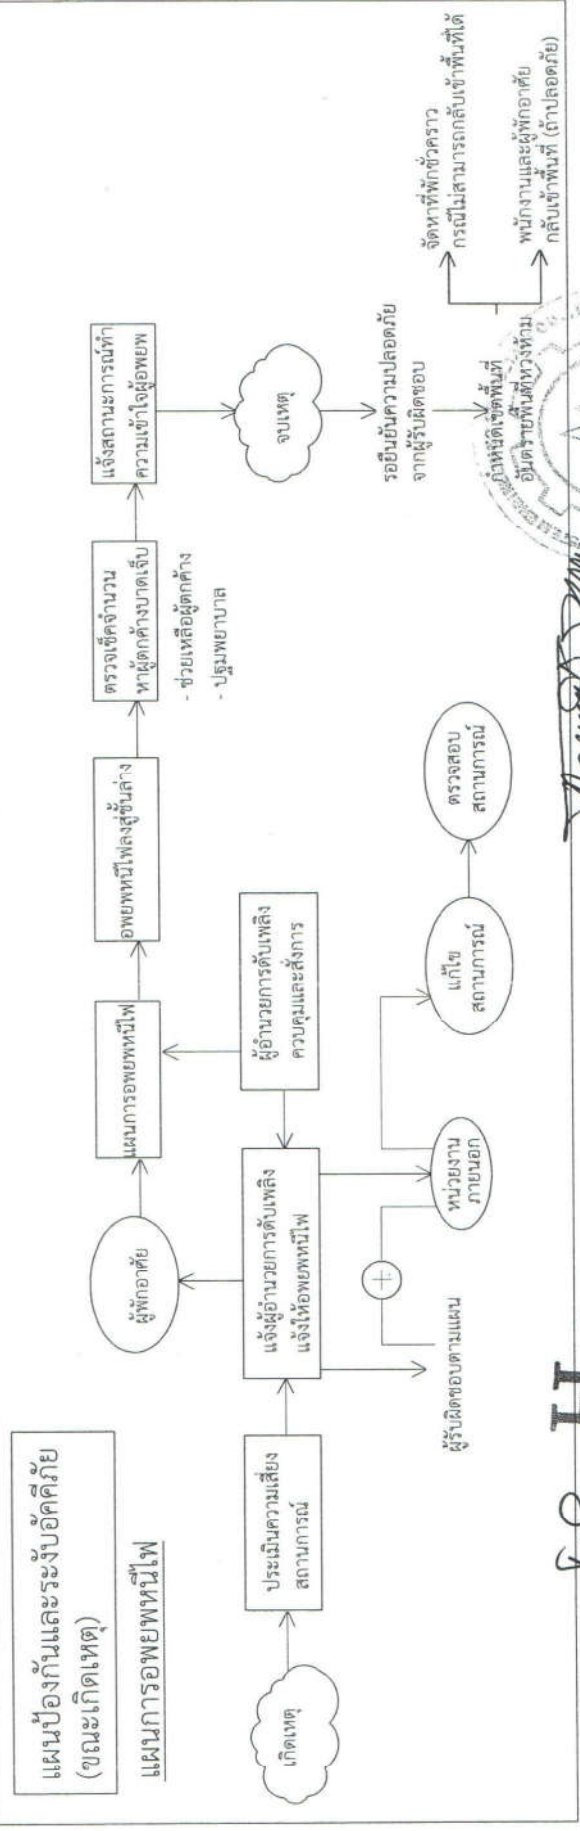 แผนป้องกันและระงับอัคคีภัย
(ขณะเกิดเหตุ)
แผนการอพยพหนีไฟ
เกิดเหตุ
ประเมินความเสี่ยง
สถานการณ์
แจ้งผู้อำนวยการดับเพลิง
แจ้งให้อพยพหนีไฟ
ผู้พักอาศัย
แผนการอพยพหนีไฟ
ผู้อำนวยการดับเพลิง
ควบคุมและสั่งการ
ผู้รับผิดชอบตามแผน
+
หน่วยงาน
ภายนอก
แก้ไข
สถานการณ์
ตรวจสอบ
สถานการณ์
อพยพหนีไฟลงสู่ชั้นล่าง
ตรวจเช็คจำนวน
หาผู้ตกค้างบาดเจ็บ
- ช่วยเหลือผู้ตกค้าง
- ปฐมพยาบาล
แจ้งสถานะการณ์ทำ
ความเข้าใจผู้อพยพ
จบเหตุ
รอยืนยันความปลอดภัย
จากผู้รับผิดชอบ
กำหนดเขตพื้นที่
อันตรายพื้นที่หวงห้าม
จัดหาที่พักชั่วคราว
กรณีไม่สามารถกลับเข้าพื้นที่ได้
พนักงานและผู้พักอาศัย
กลับเข้าพื้นที่ (ถ้าปลอดภัย)